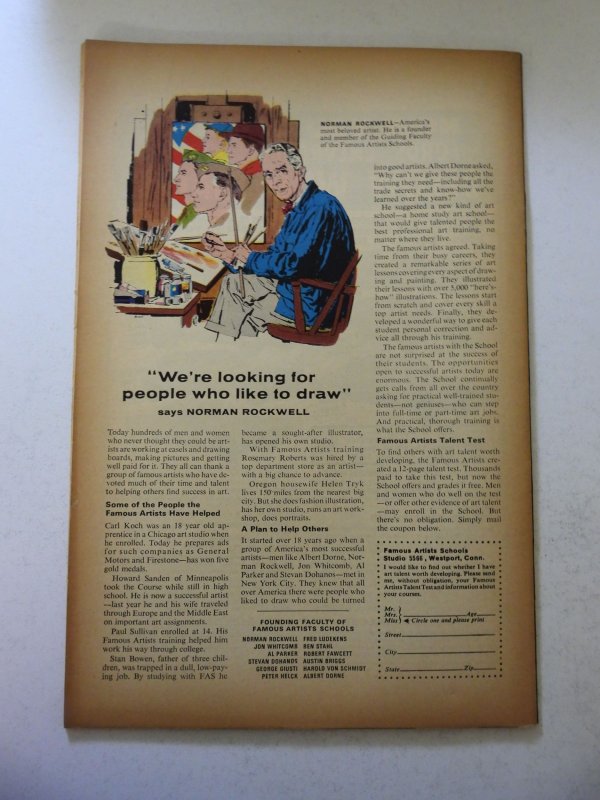 NORMAN ROCKWELL—America's
most beloved artist. He is a founder
and member of the Guiding Faculty
of the Famous Artists Schools.
"We're looking for
people who like to draw"
says NORMAN ROCKWELL
Today hundreds of men and women
who never thought they could be art-
ists are working at easels and drawing
boards, making pictures and getting
well paid for it. They all can thank a
group of famous artists who have de-
voted much of their time and talent
to helping others find success in art.
Some of the People the
Famous Artists Have Helped
Carl Koch was an 18 year old ap-
prentice in a Chicago art studio when
he enrolled. Today he prepares ads
for such companies as General
Motors and Firestone—has won five
gold medals.
Howard Sanden of Minneapolis
took the Course while still in high
school. He is now a successful artist
—last year he and his wife traveled
through Europe and the Middle East
on important art assignments.
Paul Sullivan enrolled at 14. His
Famous Artists training helped him
work his way through college.
Stan Bowen, father of three chil-
dren, was trapped in a dull, low-pay-
ing job. By studying with FAS he
became a sought-after illustrator,
has opened his own studio.
With Famous Artists training
Rosemary Roberts was hired by a
top department store as an artist—
with a big chance to advance.
Oregon housewife Helen Tryk
lives 150 miles from the nearest big
city. But she does fashion illustration,
has her own studio, runs an art work-
shop, does portraits.
A Plan to Help Others
It started over 18 years ago when a
group of America's most successful
artists—men like Albert Dorne, Nor-
man Rockwell, Jon Whitcomb, Al
Parker and Stevan Dohanos—met in
New York City. They knew that all
over America there were people who
liked to draw who could be turned
FOUNDING FACULTY OF
FAMOUS ARTISTS SCHOOLS
NORMAN ROCKWELL FRED LUDEKENS
JON WHITCOMB BEN STAHL
AL PARKER ROBERT FAWCETT
STEVAN DOHANOS AUSTIN BRIGGS
GEORGE GIUSTI HAROLD VON SCHMIDT
PETER HELCK ALBERT DORNE
into good artists. Albert Dorne asked,
"Why can't we give these people the
training they need—including all the
trade secrets and know-how we've
learned over the years?"
He suggested a new kind of art
school—a home study art school—
that would give talented people the
best professional art training, no
matter where they live.
The famous artists agreed. Taking
time from their busy careers, they
created a remarkable series of art
lessons covering every aspect of draw-
ing and painting. They illustrated
their lessons with over 5,000 "here's-
how" illustrations. The lessons start
from scratch and cover every skill a
top artist needs. Finally, they de-
veloped a wonderful way to give each
student personal correction and ad-
vice all through his training.
The famous artists with the School
are not surprised at the success of
their students. The opportunities
open to successful artists today are
enormous. The School continually
gets calls from all over the country
asking for practical well-trained stu-
dents—not geniuses—who can step
into full-time or part-time art jobs.
And practical, thorough training is
what the School offers.
Famous Artists Talent Test
To find others with art talent worth
developing, the Famous Artists cre-
ated a 12-page talent test. Thousands
paid to take this test, but now the
School offers and grades it free. Men
and women who do well on the test
—or offer other evidence of art talent
—may enroll in the School. But
there's no obligation. Simply mail
the coupon below.
Famous Artists Schools
Studio 5596, Westport, Conn.
I would like to find out whether I have
art talent worth developing. Please send
me, without obligation, your Famous
Artists Talent Test and information about
your courses.
Mr.
Mrs. Age
Miss Circle one and please print
Street
City
State Zip